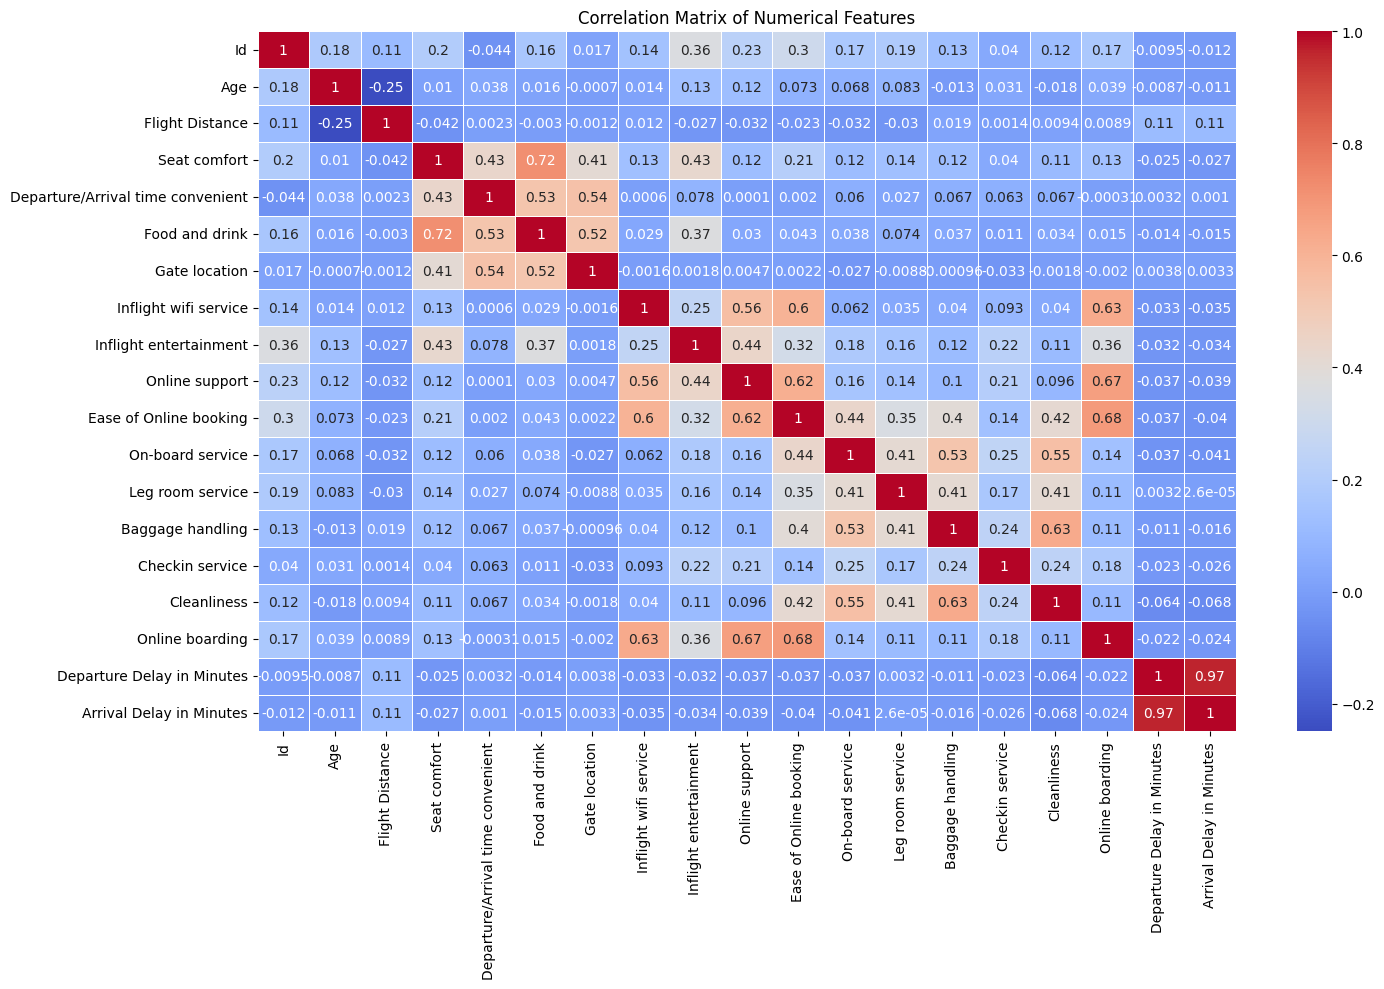 Correlation Matrix of Numerical Features
Id 1 0.18 0.11 0.2 -0.044 0.16 0.017 0.14 0.36 0.23 0.3 0.17 0.19 0.13 0.04 0.12 0.17 -0.0095 -0.012
Age 0.18 1 -0.25 0.01 0.038 0.016 -0.0007 0.014 0.13 0.12 0.073 0.068 0.083 -0.013 0.031 -0.018 0.039 -0.0087 -0.011
Flight Distance 0.11 -0.25 1 -0.042 0.0023 -0.003 -0.0012 0.012 -0.027 -0.032 -0.023 -0.032 -0.03 0.019 0.0014 0.0094 0.0089 0.11 0.11
Seat comfort 0.2 0.01 -0.042 1 0.43 0.72 0.41 0.13 0.43 0.12 0.21 0.12 0.14 0.12 0.04 0.11 0.13 -0.025 -0.027
Departure/Arrival time convenient -0.044 0.038 0.0023 0.43 1 0.53 0.54 0.0006 0.078 0.0001 0.002 0.06 0.027 0.067 0.063 0.067 -0.00031 0.0032 0.001
Food and drink 0.16 0.016 -0.003 0.72 0.53 1 0.52 0.029 0.37 0.03 0.043 0.038 0.074 0.037 0.011 0.034 0.015 -0.014 -0.015
Gate location 0.017 -0.0007 -0.0012 0.41 0.54 0.52 1 -0.0016 0.0018 0.0047 0.0022 -0.027 -0.0088 -0.00096 -0.033 -0.0018 -0.002 0.0038 0.0033
Inflight wifi service 0.14 0.014 0.012 0.13 0.0006 0.029 -0.0016 1 0.25 0.56 0.6 0.062 0.035 0.04 0.093 0.04 0.63 -0.033 -0.035
Inflight entertainment 0.36 0.13 -0.027 0.43 0.078 0.37 0.0018 0.25 1 0.44 0.32 0.18 0.16 0.12 0.22 0.11 0.36 -0.032 -0.034
Online support 0.23 0.12 -0.032 0.12 0.0001 0.03 0.0047 0.56 0.44 1 0.62 0.16 0.14 0.1 0.21 0.096 0.67 -0.037 -0.039
Ease of Online booking 0.3 0.073 -0.023 0.21 0.002 0.043 0.0022 0.6 0.32 0.62 1 0.44 0.35 0.4 0.14 0.42 0.68 -0.037 -0.04
On-board service 0.17 0.068 -0.032 0.12 0.06 0.038 -0.027 0.062 0.18 0.16 0.44 1 0.41 0.53 0.25 0.55 0.14 -0.037 -0.041
Leg room service 0.19 0.083 -0.03 0.14 0.027 0.074 -0.0088 0.035 0.16 0.14 0.35 0.41 1 0.41 0.17 0.41 0.11 0.0032 2.6e-05
Baggage handling 0.13 -0.013 0.019 0.12 0.067 0.037 -0.00096 0.04 0.12 0.1 0.4 0.53 0.41 1 0.24 0.63 0.11 -0.011 -0.016
Checkin service 0.04 0.031 0.0014 0.04 0.063 0.011 -0.033 0.093 0.22 0.21 0.14 0.25 0.17 0.24 1 0.24 0.18 -0.023 -0.026
Cleanliness 0.12 -0.018 0.0094 0.11 0.067 0.034 -0.0018 0.04 0.11 0.096 0.42 0.55 0.41 0.63 0.24 1 0.11 -0.064 -0.068
Online boarding 0.17 0.039 0.0089 0.13 -0.00031 0.015 -0.002 0.63 0.36 0.67 0.68 0.14 0.11 0.11 0.18 0.11 1 -0.022 -0.024
Departure Delay in Minutes -0.0095 -0.0087 0.11 -0.025 0.0032 -0.014 0.0038 -0.033 -0.032 -0.037 -0.037 -0.037 0.0032 -0.011 -0.023 -0.064 -0.022 1 0.97
Arrival Delay in Minutes -0.012 -0.011 0.11 -0.027 0.001 -0.015 0.0033 -0.035 -0.034 -0.039 -0.04 -0.041 2.6e-05 -0.016 -0.026 -0.068 -0.024 0.97 1
Id
Age
Flight Distance
Seat comfort
Departure/Arrival time convenient
Food and drink
Gate location
Inflight wifi service
Inflight entertainment
Online support
Ease of Online booking
On-board service
Leg room service
Baggage handling
Checkin service
Cleanliness
Online boarding
Departure Delay in Minutes
Arrival Delay in Minutes
1.0
0.8
0.6
0.4
0.2
0.0
−0.2